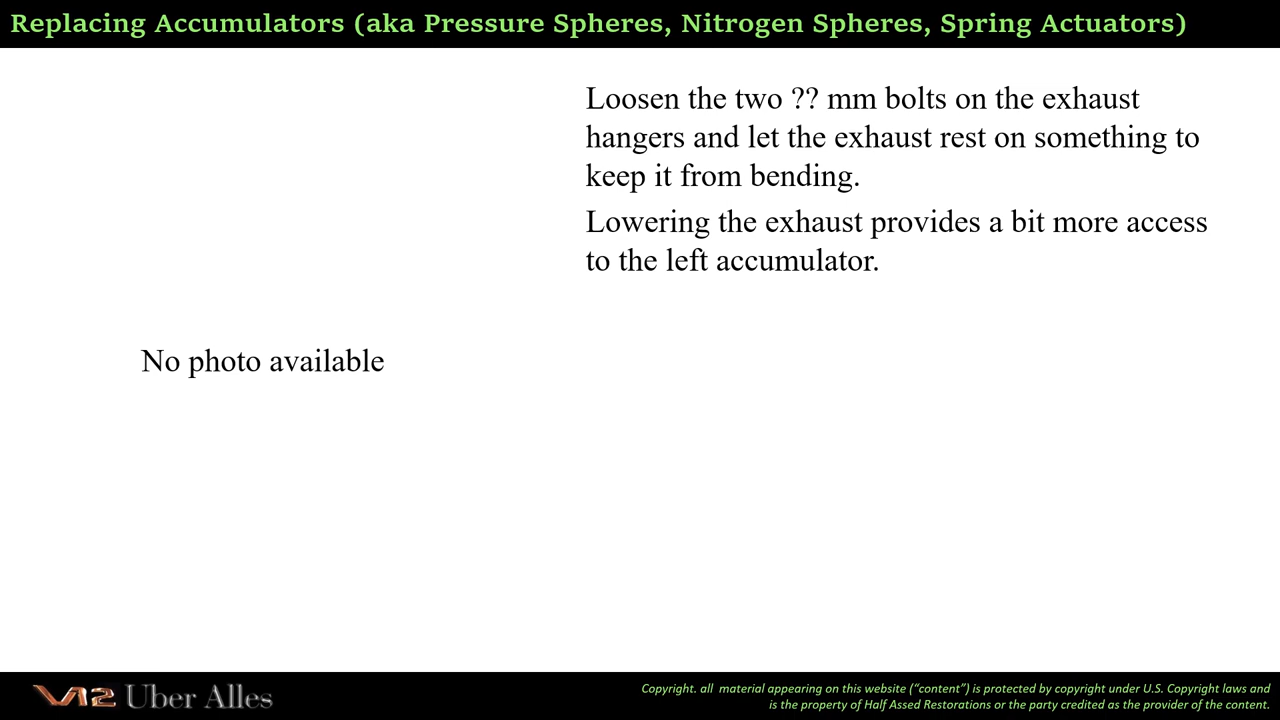 Replacing Accumulators (aka Pressure Spheres, Nitrogen Spheres, Spring Actuators)
Loosen the two ?? mm bolts on the exhaust
hangers and let the exhaust rest on something to
keep it from bending.
Lowering the exhaust provides a bit more access
to the left accumulator.
No photo available
V12 Uber Alles
Copyright. all material appearing on this website (“content”) is protected by copyright under U.S. Copyright laws and
is the property of Half Assed Restorations or the party credited as the provider of the content.